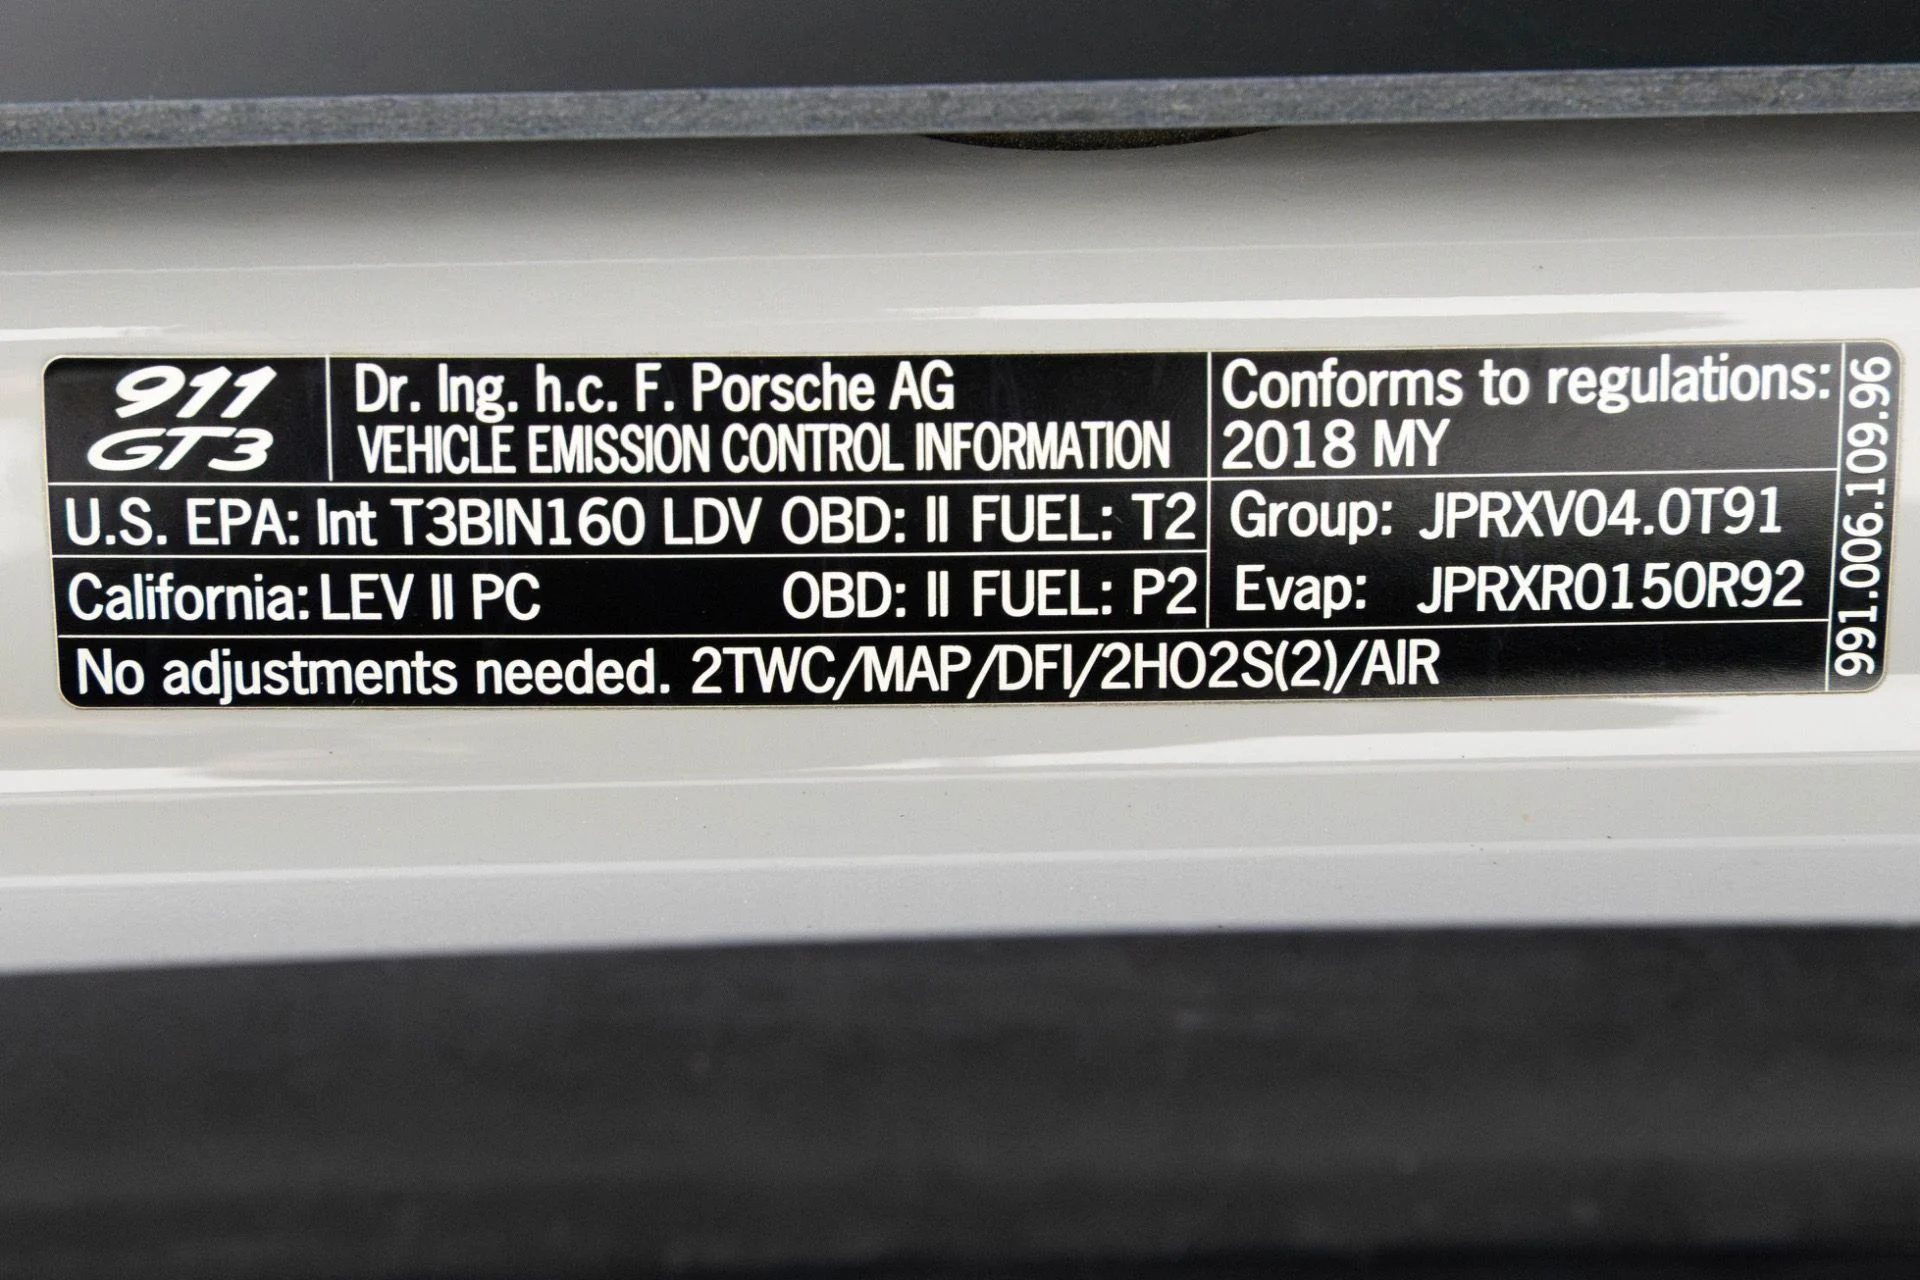 911
GT3
Dr. Ing. h.c. F. Porsche AG
VEHICLE EMISSION CONTROL INFORMATION
Conforms to regulations:
2018 MY
U.S. EPA: Int T3BIN160 LDV OBD: II FUEL: T2
California: LEV II PC OBD: II FUEL: P2
Group: JPRXV04.0T91
Evap: JPRXR0150R92
No adjustments needed. 2TWC/MAP/DFI/2HO2S(2)/AIR
991.006.109.96